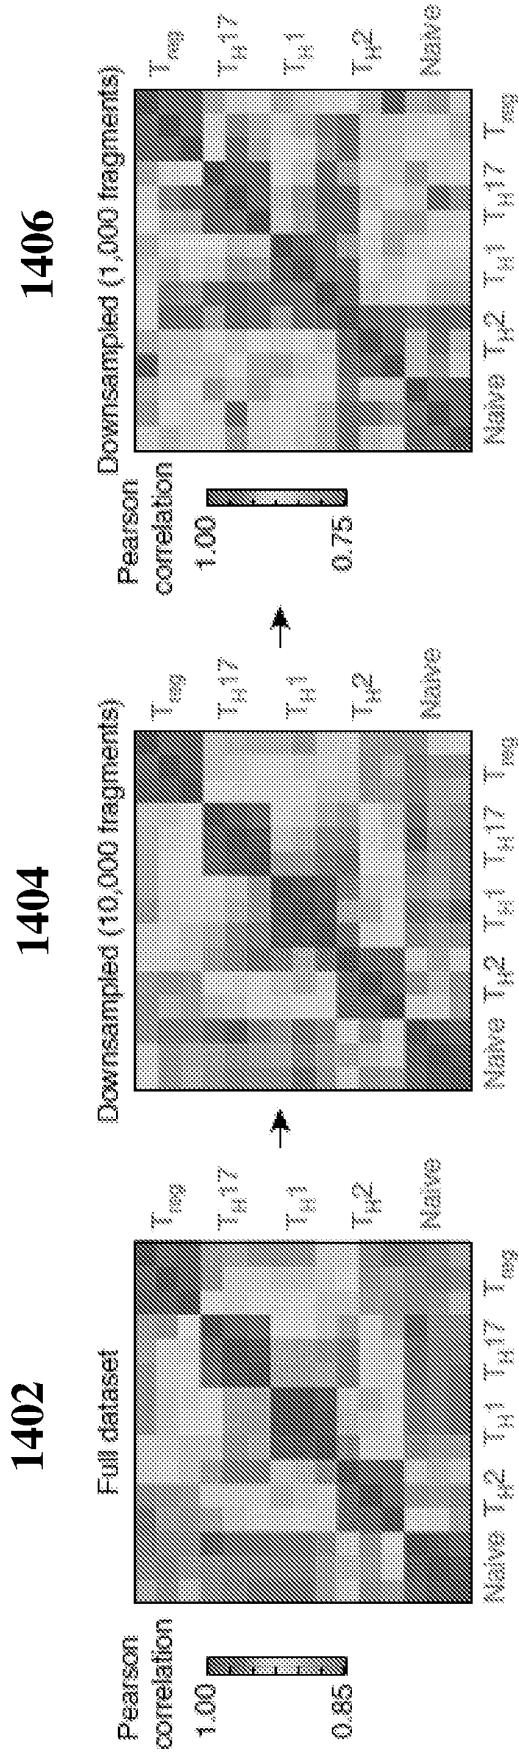 1402
Full dataset
Pearson
correlation
1.00
0.85
Treg
TH17
TH1
TH2
Naive
Naive TH2 TH1 TH17 Treg
1404
Downsampled (10,000 fragments)
Treg
TH17
TH1
TH2
Naive
Naive TH2 TH1 TH17 Treg
1406
Downsampled (1,000 fragments)
Pearson
correlation
1.00
0.75
Treg
TH17
TH1
TH2
Naive
Naive TH2 TH1 TH17 Treg